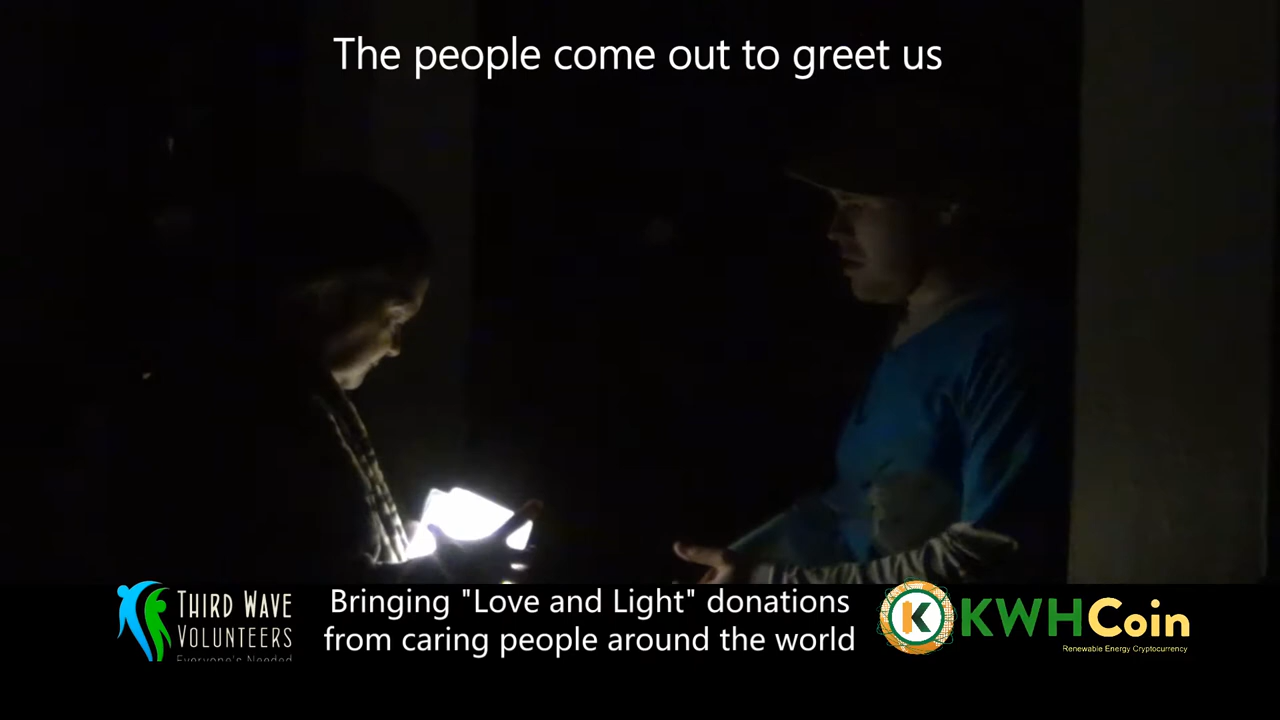 The people come out to greet us
THIRD WAVE
VOLUNTEERS
Everyone's Needed
Bringing "Love and Light" donations
from caring people around the world
K
KWHCoin
Renewable Energy Cryptocurrency